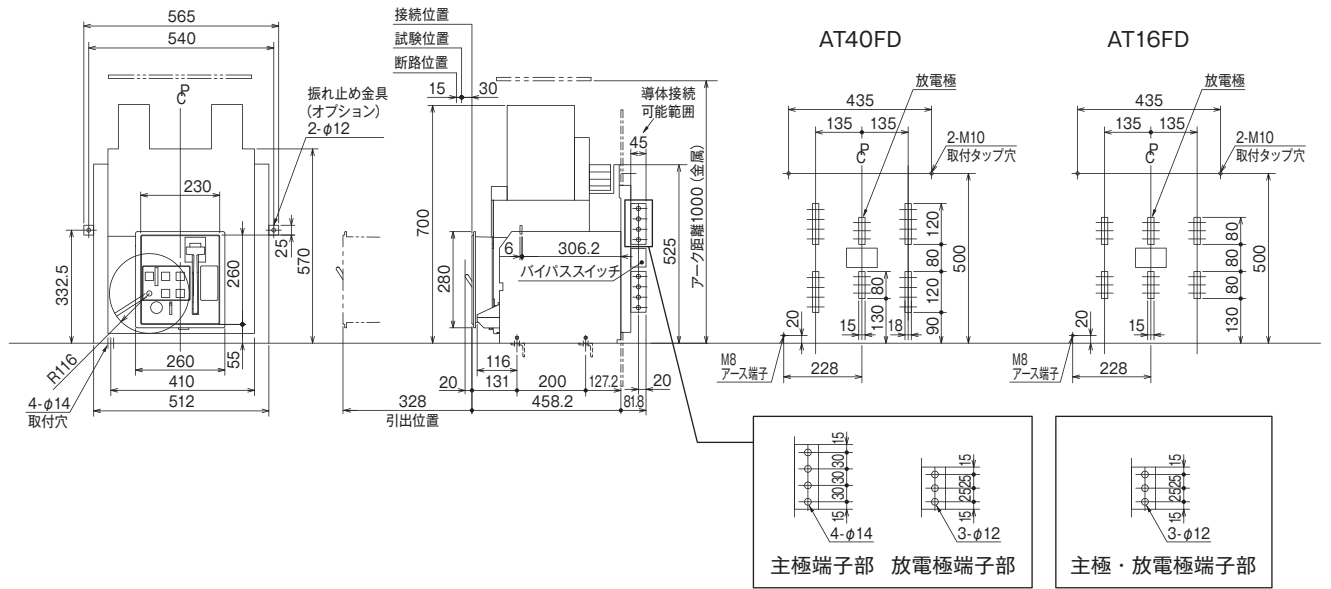 565
540
CP
振れ止め金具
(オプション)
2-φ12
230
260
25
570
332.5
R116
55
260
410
512
4-φ14
取付穴
接続位置
試験位置
断路位置
15
30
導体接続
可能範囲
45
700
280
6
306.2
バイパススイッチ
525
アーク距離1000 (金属)
116
20
131
200
127.2
20
328
458.2
81.8
引出位置
AT40FD
放電極
435
135
135
CP
2-M10
取付タップ穴
120
80
120
90
500
80
130
20
15
18
M8
アース端子
228
AT16FD
放電極
435
135
135
CP
2-M10
取付タップ穴
80
80
80
130
500
20
15
M8
アース端子
228
15
30
30
30
15
4-φ14
主極端子部
15
25
25
15
3-φ12
放電極端子部
15
25
25
15
3-φ12
主極・放電極端子部